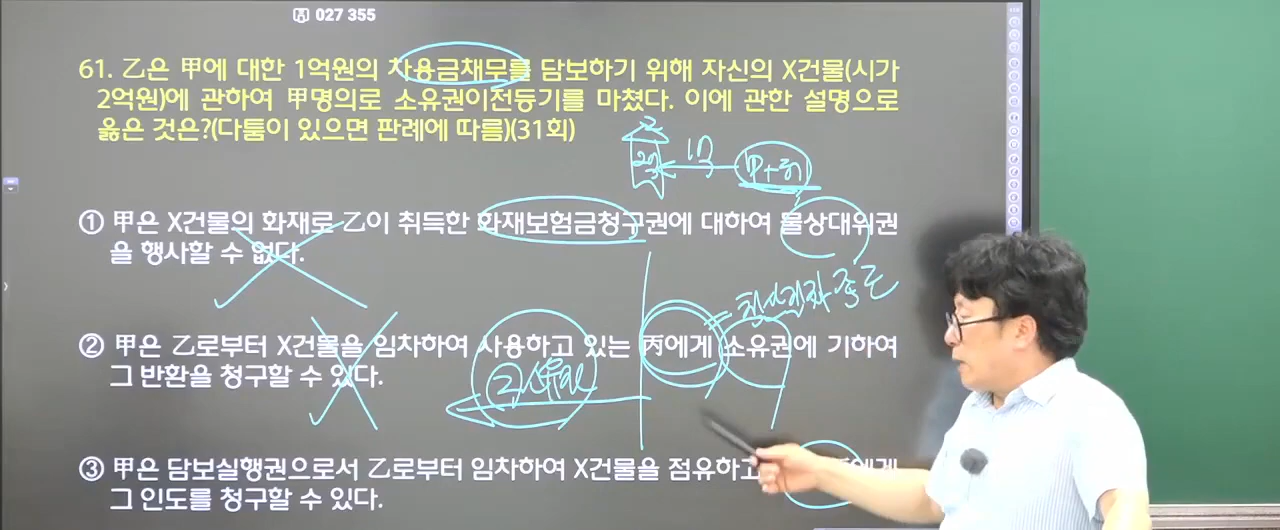 027 355
61. 乙은 甲에 대한 1억원의 차용금채무를 담보하기 위해 자신의 X건물(시가
2억원)에 관하여 甲명의로 소유권이전등기를 마쳤다. 이에 관한 설명으로
옳은 것은?(다툼이 있으면 판례에 따름)(31회)
1억
① 甲은 X건물의 화재로 乙이 취득한 화재보험금청구권에 대하여 물상대위권
을 행사할 수 없다.
② 甲은 乙로부터 X건물을 임차하여 사용하고 있는 丙에게 소유권에 기하여
그 반환을 청구할 수 있다.
③ 甲은 담보실행권으로서 乙로부터 임차하여 X건물을 점유하고
에게
그 인도를 청구할 수 있다.